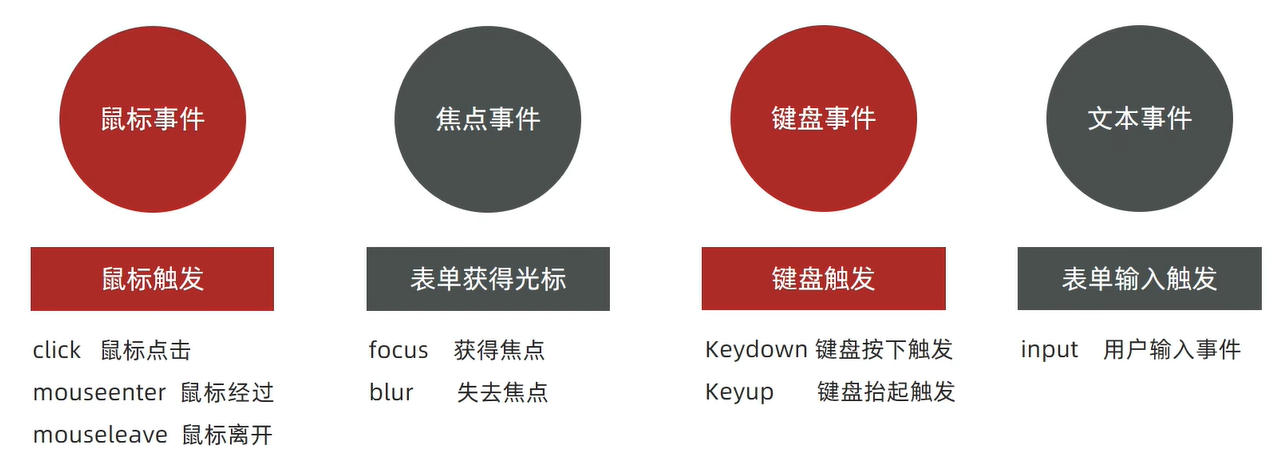 鼠标事件
焦点事件
键盘事件
文本事件
鼠标触发
表单获得光标
键盘触发
表单输入触发
click 鼠标点击
mouseenter 鼠标经过
mouseleave 鼠标离开
focus 获得焦点
blur 失去焦点
Keydown 键盘按下触发
Keyup 键盘抬起触发
input 用户输入事件